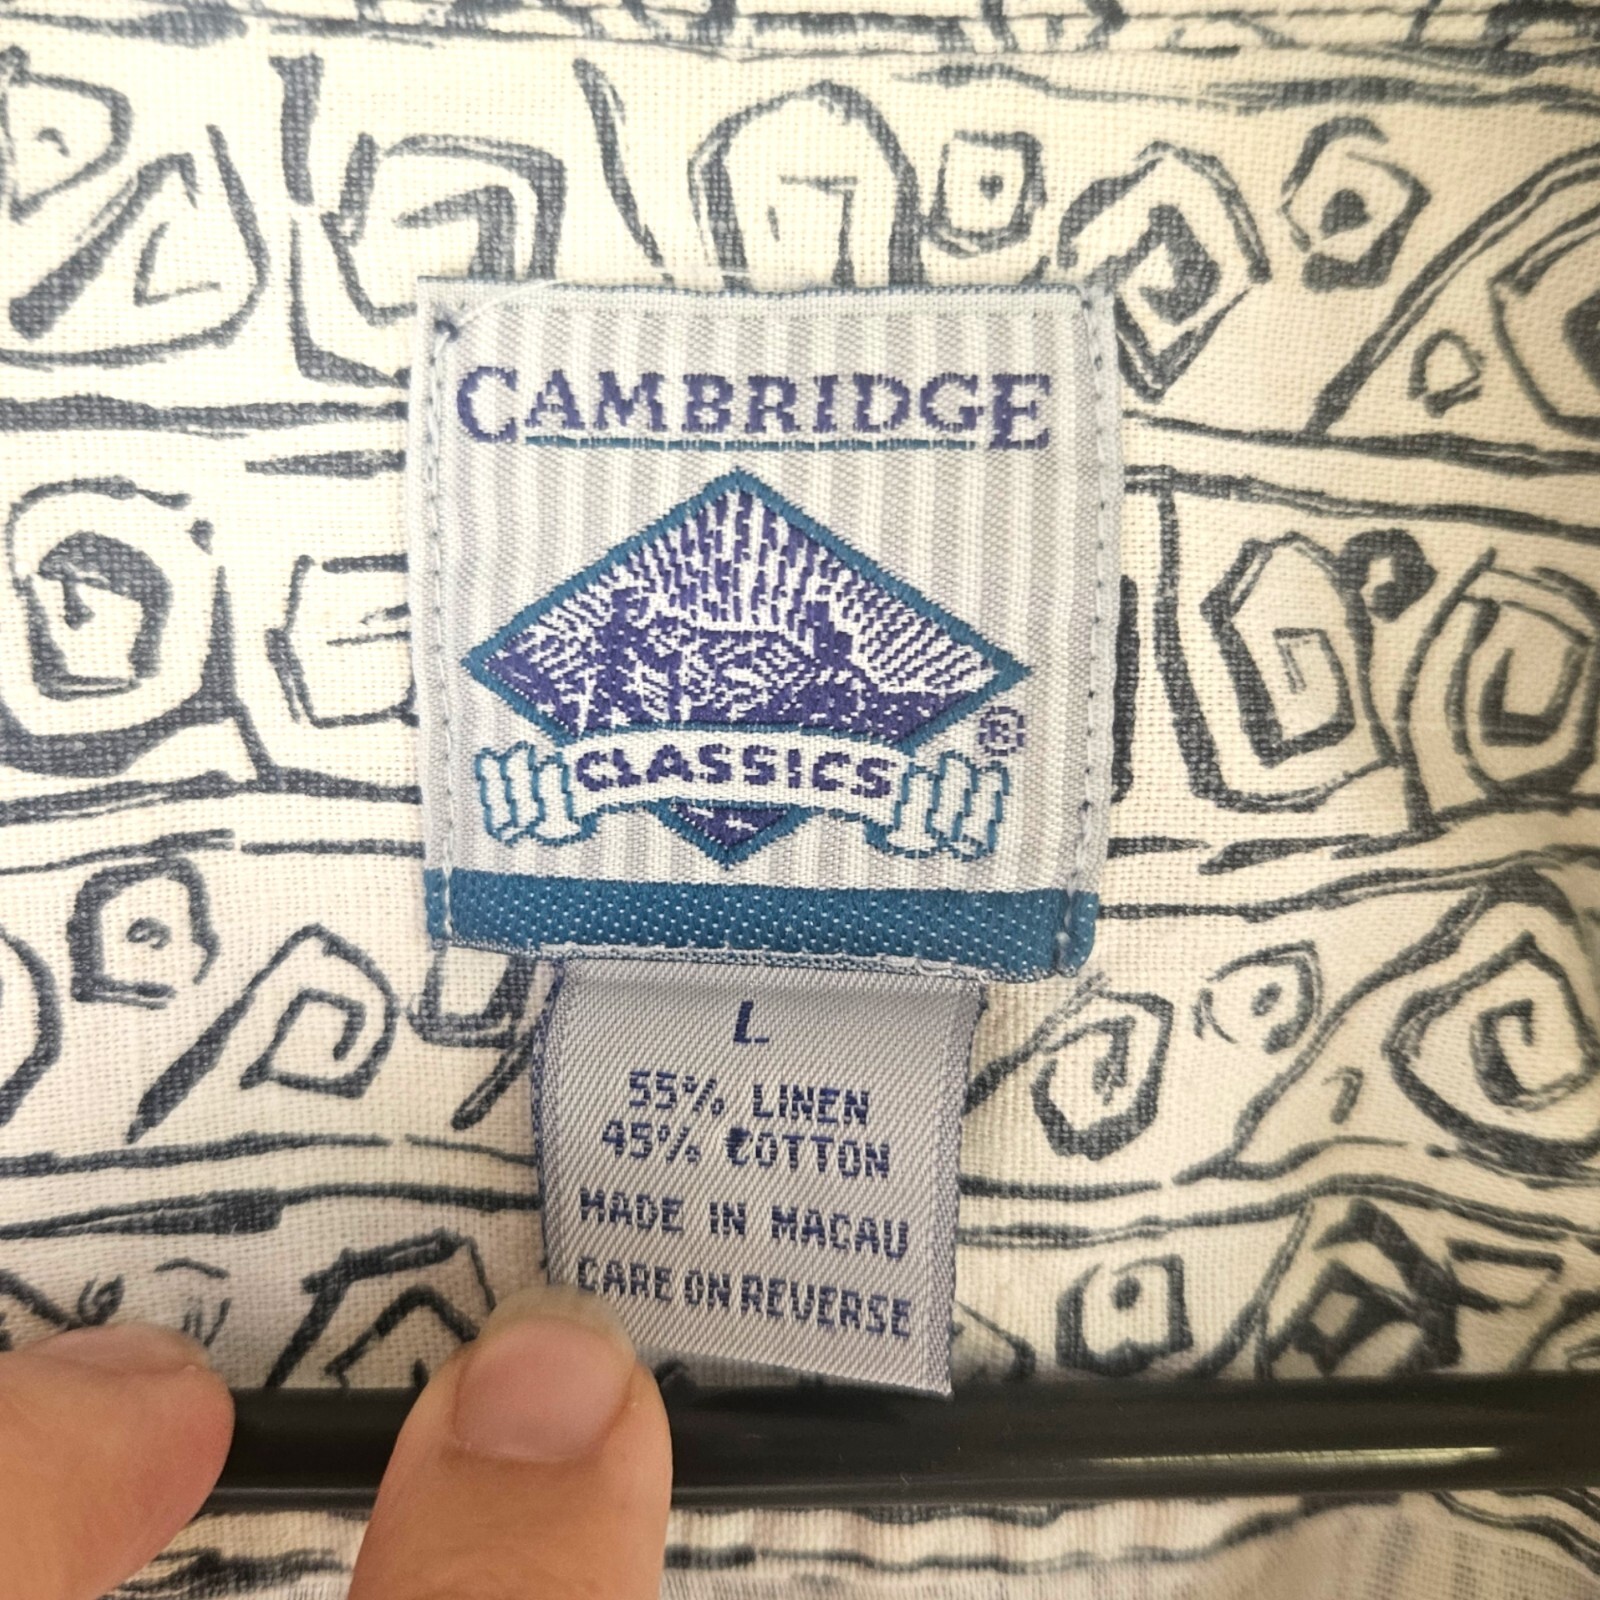 CAMBRIDGE
CLASSICS
®
L
55% LINEN
45% COTTON
MADE IN MACAU
CARE ON REVERSE